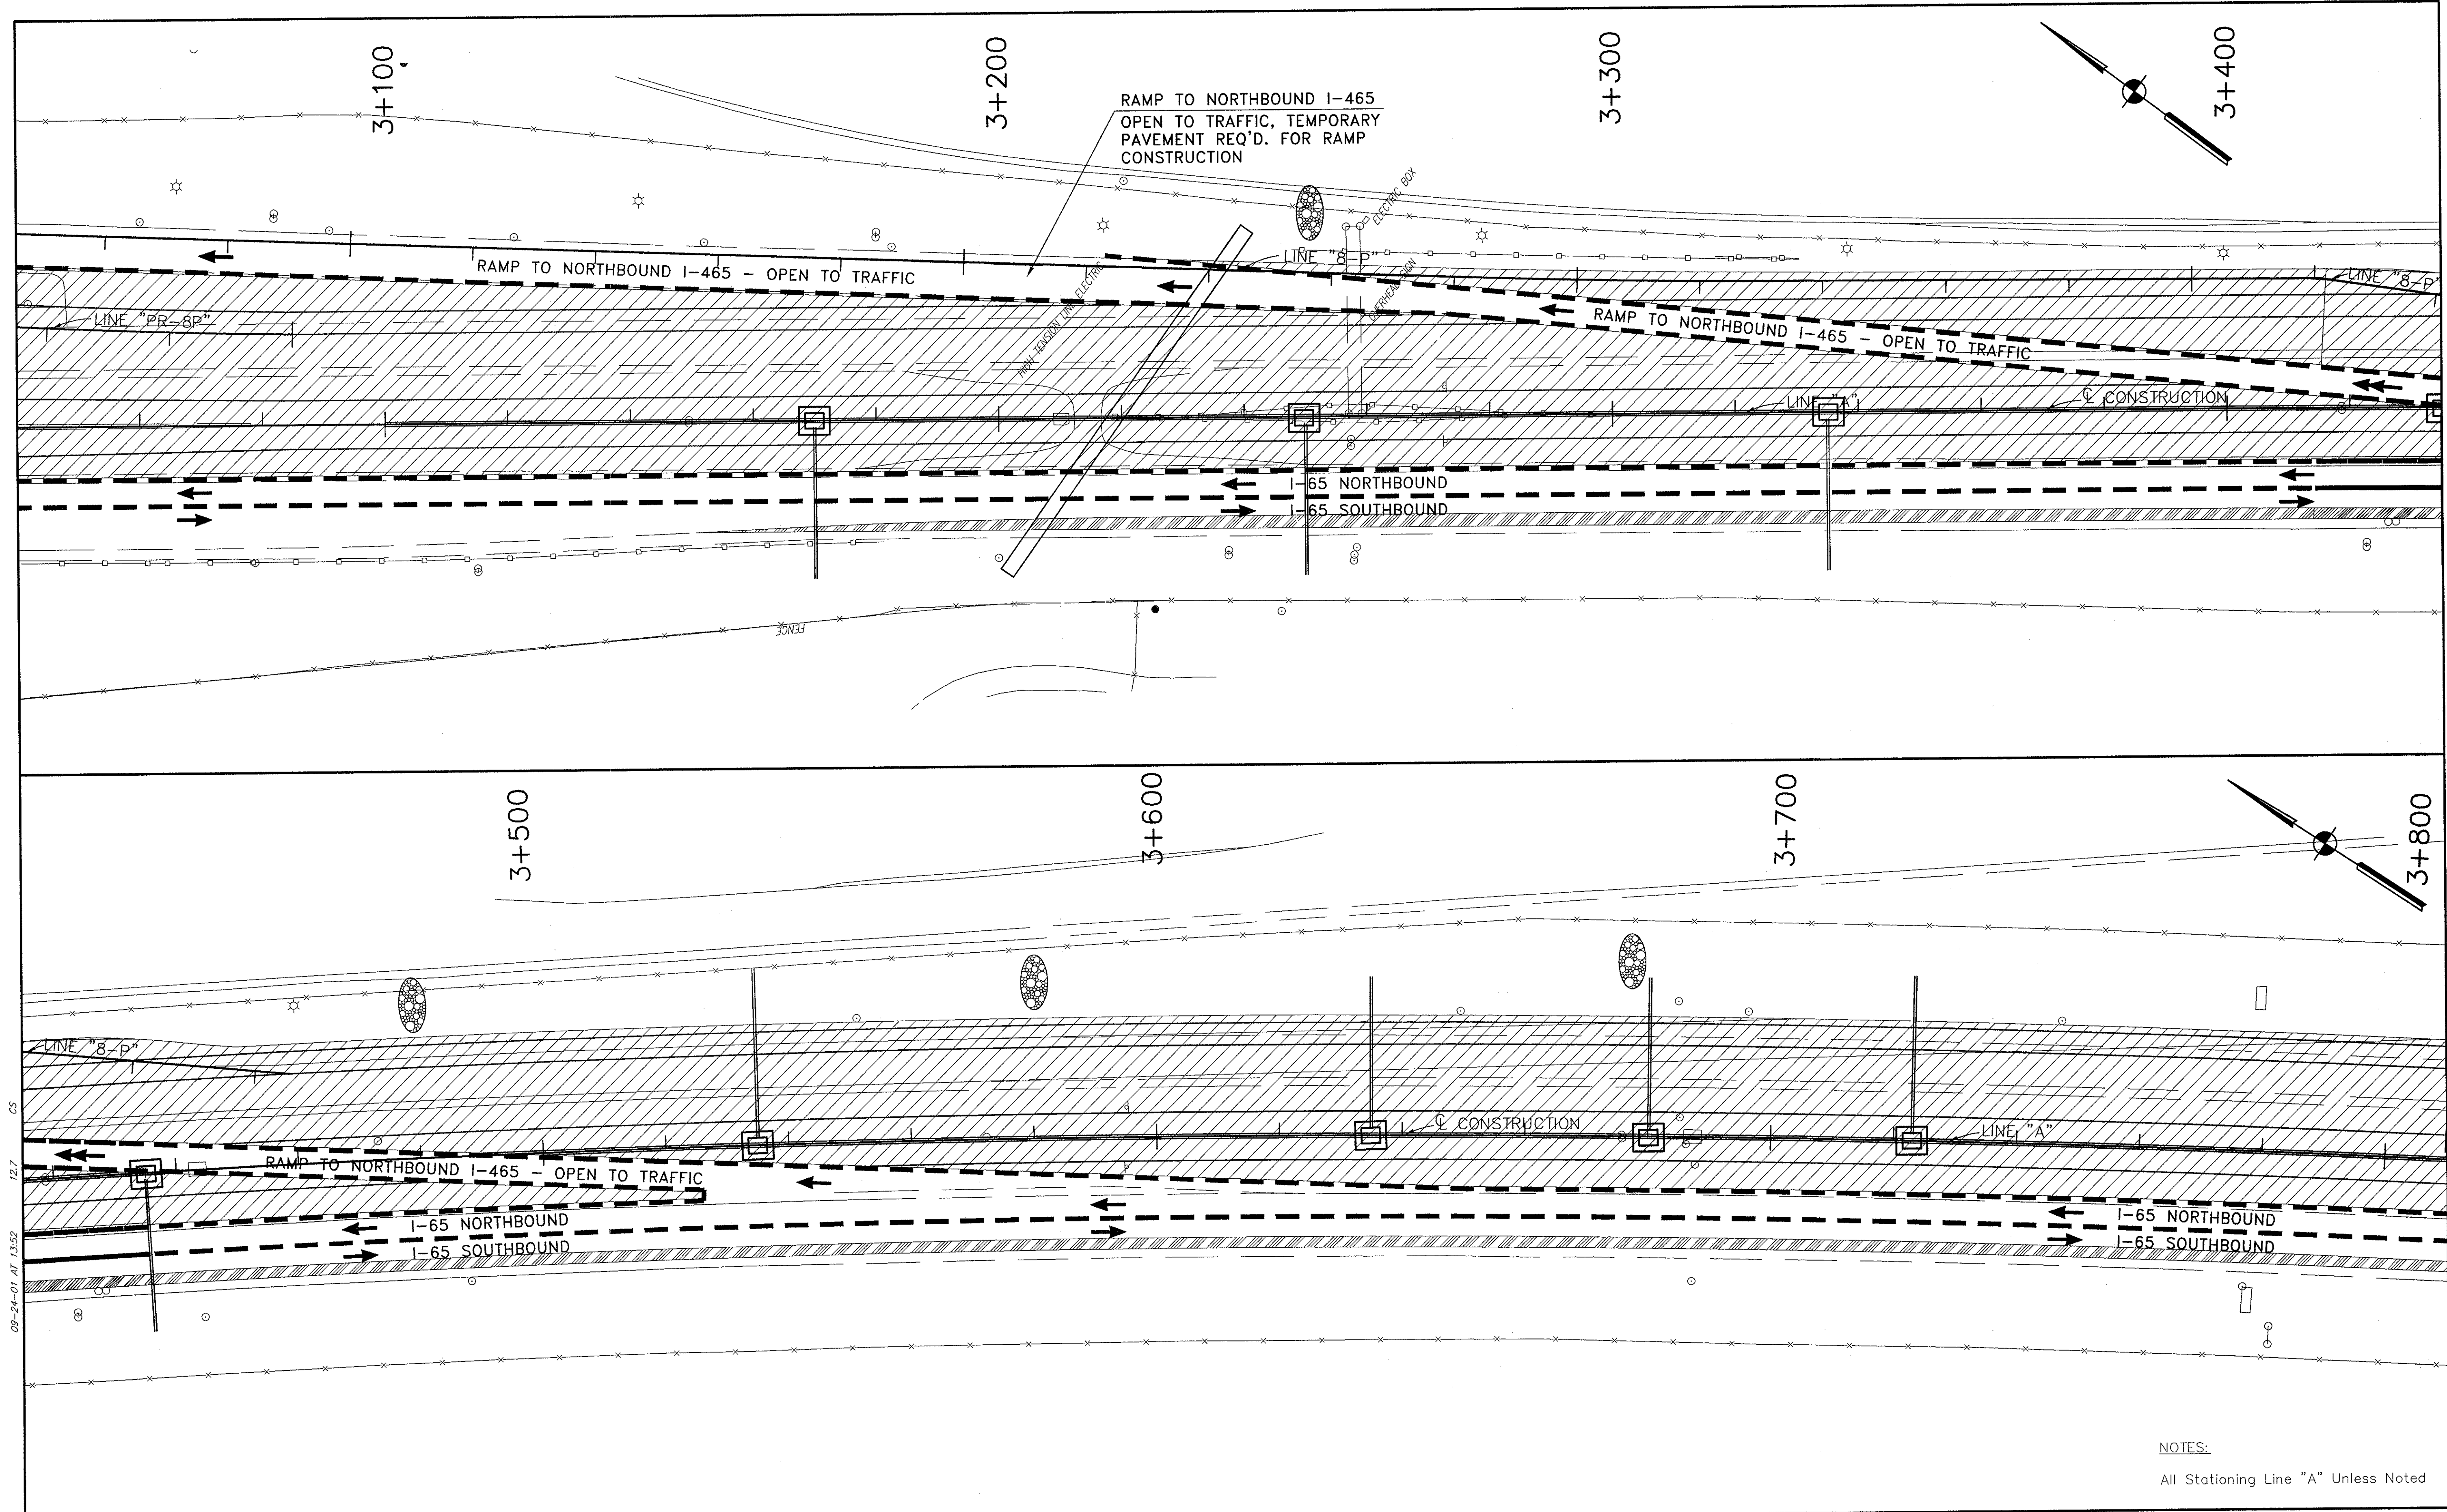 3+100
3+200
3+300
3+400
RAMP TO NORTHBOUND I-465
OPEN TO TRAFFIC, TEMPORARY
PAVEMENT REQ'D. FOR RAMP
CONSTRUCTION
ELECTRIC BOX
LINE "8-P"
LINE "8-P"
RAMP TO NORTHBOUND I-465 - OPEN TO TRAFFIC
HIGH TENSION LINE ELECTRIC
OVERHEAD SIGN
RAMP TO NORTHBOUND I-465 - OPEN TO TRAFFIC
LINE "PR-8P"
LINE "A"
℄ CONSTRUCTION
I-65 NORTHBOUND
I-65 SOUTHBOUND
FENCE
3+500
3+600
3+700
3+800
LINE "8-P"
℄ CONSTRUCTION
LINE "A"
RAMP TO NORTHBOUND I-465 - OPEN TO TRAFFIC
I-65 NORTHBOUND
I-65 SOUTHBOUND
I-65 NORTHBOUND
I-65 SOUTHBOUND
09-24-01 AT 13:52 12.7 CS
NOTES:
All Stationing Line "A" Unless Noted